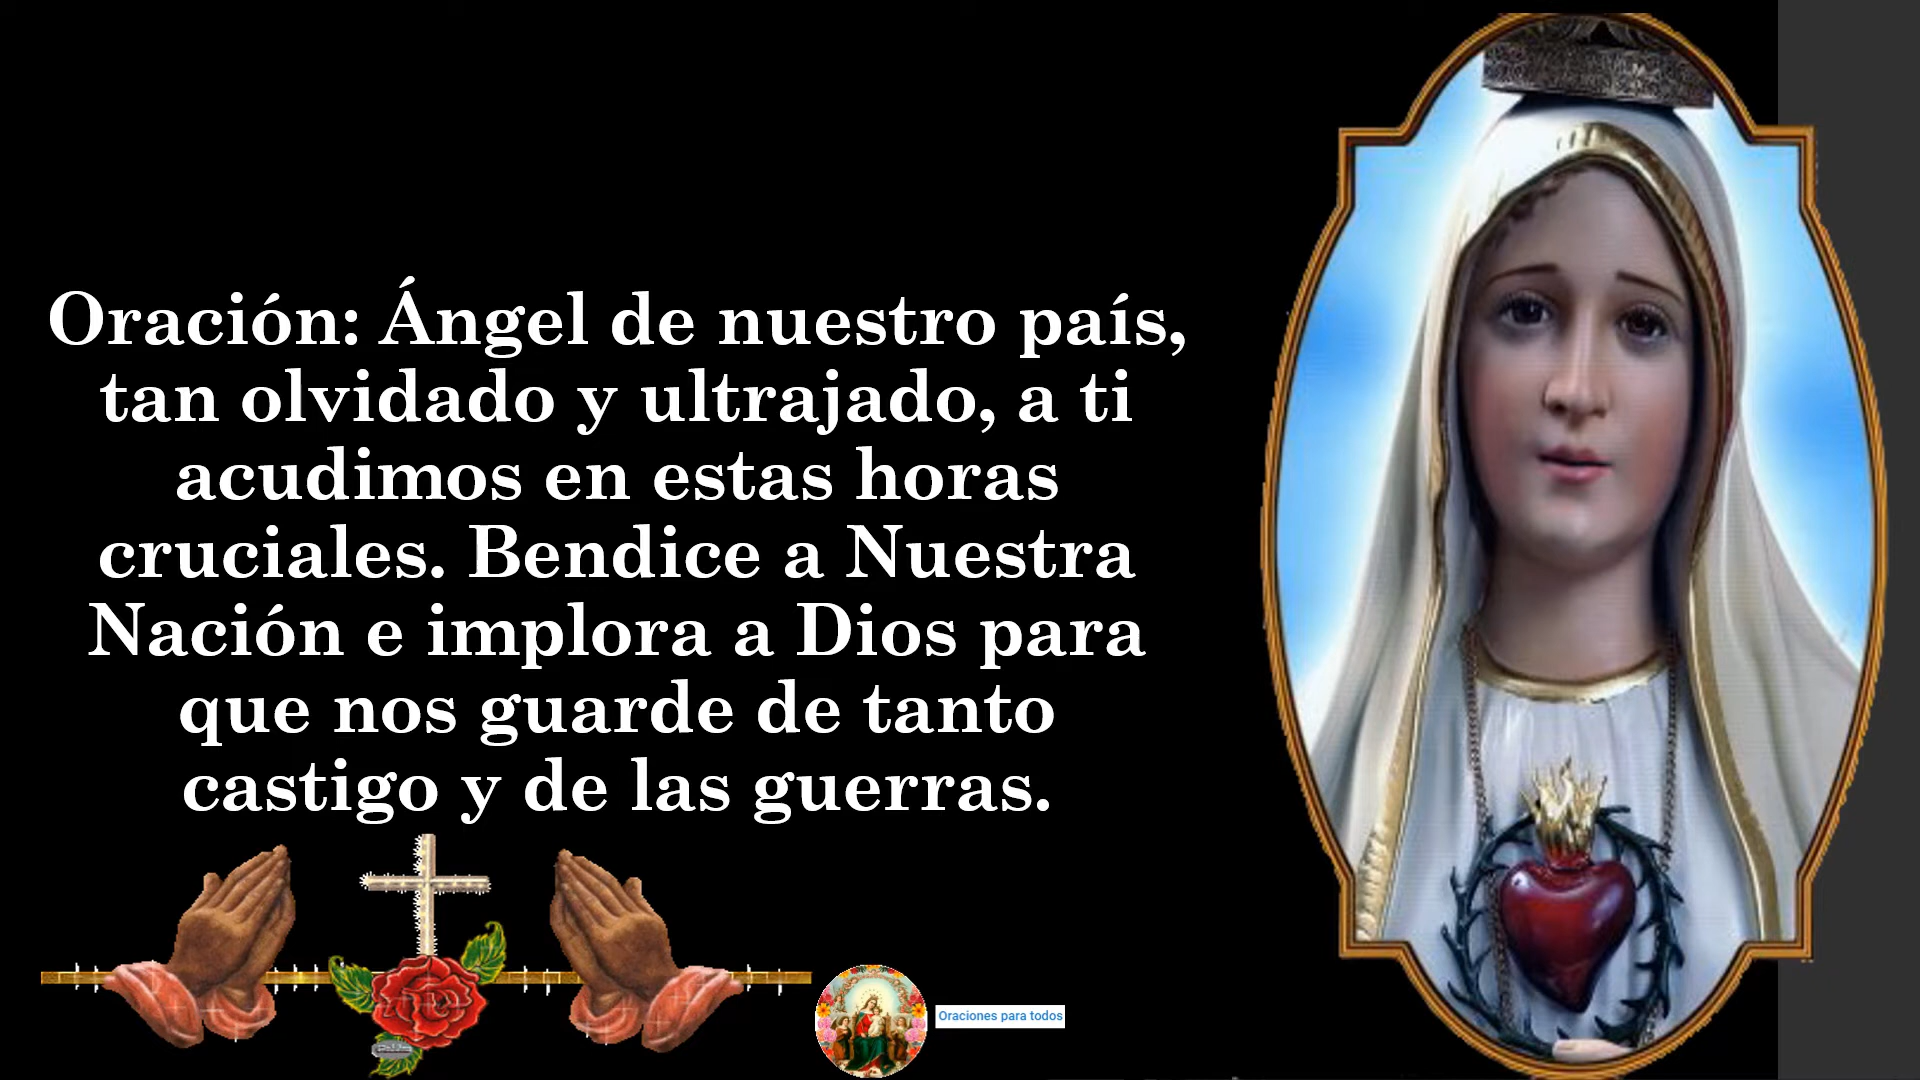 Oración: Ángel de nuestro país,
tan olvidado y ultrajado, a ti
acudimos en estas horas
cruciales. Bendice a Nuestra
Nación e implora a Dios para
que nos guarde de tanto
castigo y de las guerras.
Oraciones para todos